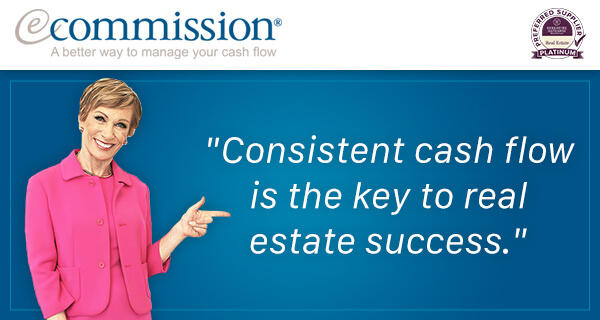 ecommission®
A better way to manage your cash flow
PREFERRED SUPPLIER
Real Estate
PLATINUM
"Consistent cash flow
is the key to real
estate success."